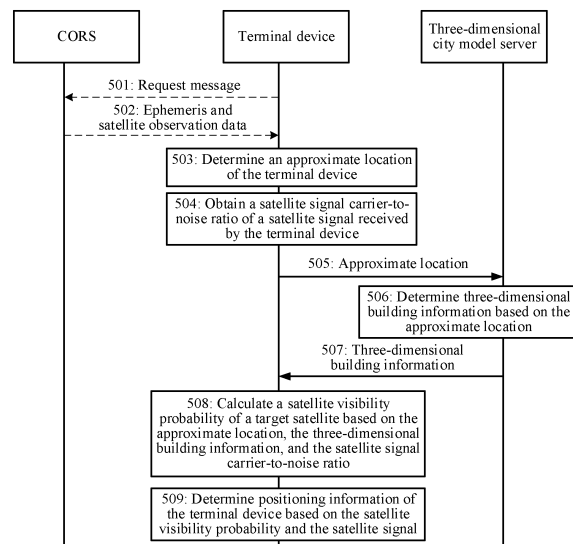 CORS
Terminal device
Three-dimensional
city model server
501: Request message
502: Ephemeris and
satellite observation data
503: Determine an approximate location
of the terminal device
504: Obtain a satellite signal carrier-to-
noise ratio of a satellite signal received
by the terminal device
505: Approximate location
506: Determine three-dimensional
building information based on the
approximate location
507: Three-dimensional
building information
508: Calculate a satellite visibility
probability of a target satellite based on the
approximate location, the three-dimensional
building information, and the satellite signal
carrier-to-noise ratio
509: Determine positioning information of
the terminal device based on the satellite
visibility probability and the satellite signal